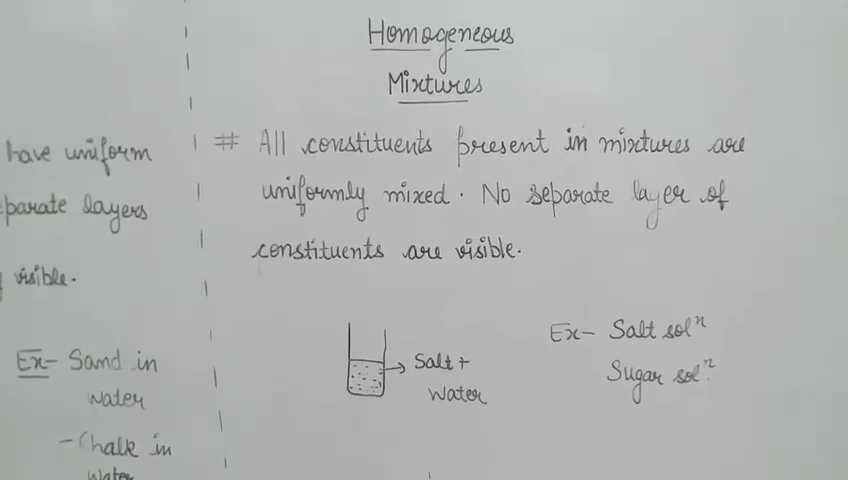 have uniform
parate layers
visible.
Ex- Sand in
water
- Chalk in
water
Homogeneous
Mixtures
# All constituents present in mixtures are
uniformly mixed. No separate layer of
constituents are visible.
Salt +
Water
Ex- Salt solⁿ
Sugar solⁿ.